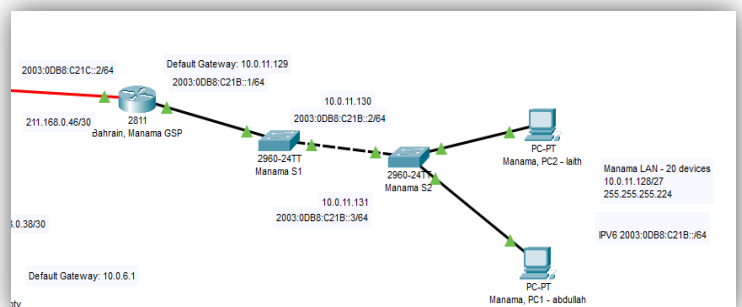 2003:0DB8:C21C::2/64
Default Gateway: 10.0.11.129
2003:0DB8:C21B::1/64
211.168.0.46/30
2811
Bahrain, Manama GSP
10.0.11.130
2003:0DB8:C21B::2/64
2960-24TT
Manama S1
2960-24TT
Manama S2
PC-PT
Manama, PC2 - laith
Manama LAN - 20 devices
10.0.11.128/27
255.255.255.224
10.0.11.131
2003:0DB8:C21B::3/64
.0.38/30
IPV6 2003:0DB8:C21B::/64
Default Gateway: 10.0.6.1
PC-PT
Manama, PC1 - abdullah